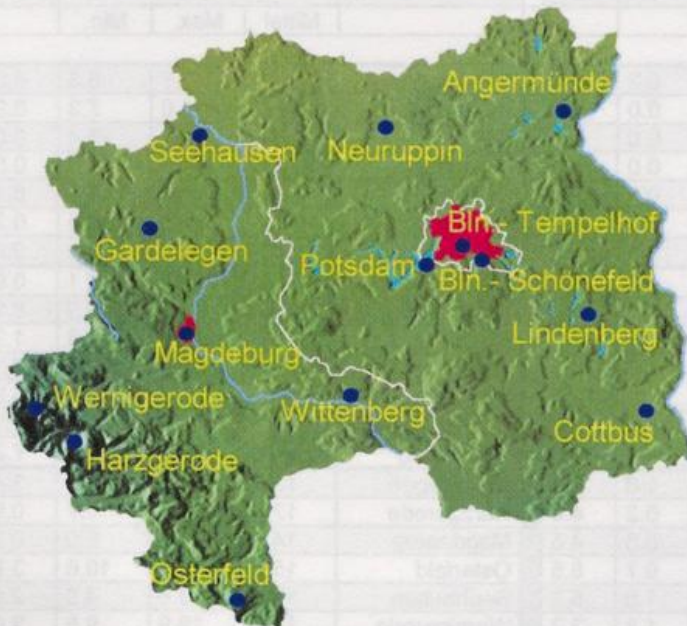 Angermünde
Seehausen
Neuruppin
Bln.- Tempelhof
Gardelegen
Potsdam
Bln.- Schönefeld
Lindenberg
Magdeburg
Wernigerode
Wittenberg
Cottbus
Harzgerode
Osterfeld